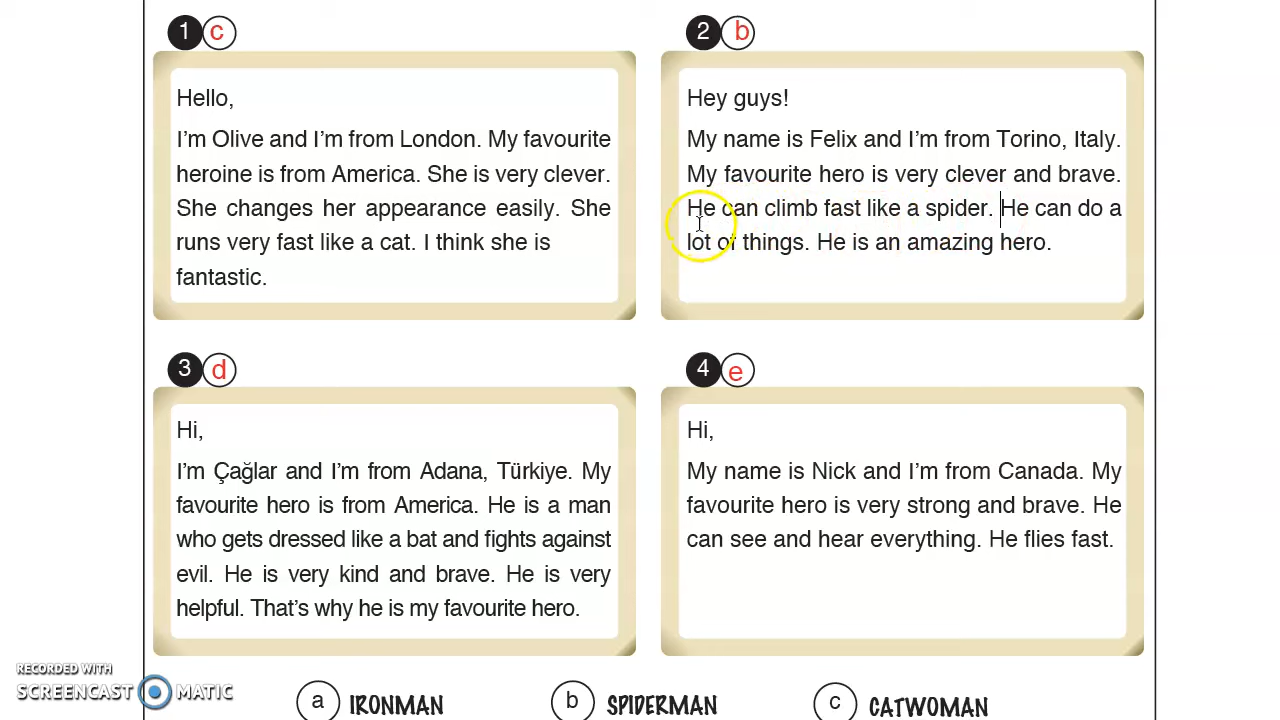 1 c
Hello,
I'm Olive and I'm from London. My favourite
heroine is from America. She is very clever.
She changes her appearance easily. She
runs very fast like a cat. I think she is
fantastic.
2 b
Hey guys!
My name is Felix and I'm from Torino, Italy.
My favourite hero is very clever and brave.
He can climb fast like a spider. He can do a
lot of things. He is an amazing hero.
3 d
Hi,
I'm Çağlar and I'm from Adana, Türkiye. My
favourite hero is from America. He is a man
who gets dressed like a bat and fights against
evil. He is very kind and brave. He is very
helpful. That's why he is my favourite hero.
4 e
Hi,
My name is Nick and I'm from Canada. My
favourite hero is very strong and brave. He
can see and hear everything. He flies fast.
RECORDED WITH
SCREENCAST MATIC
a IRONMAN b SPIDERMAN c CATWOMAN